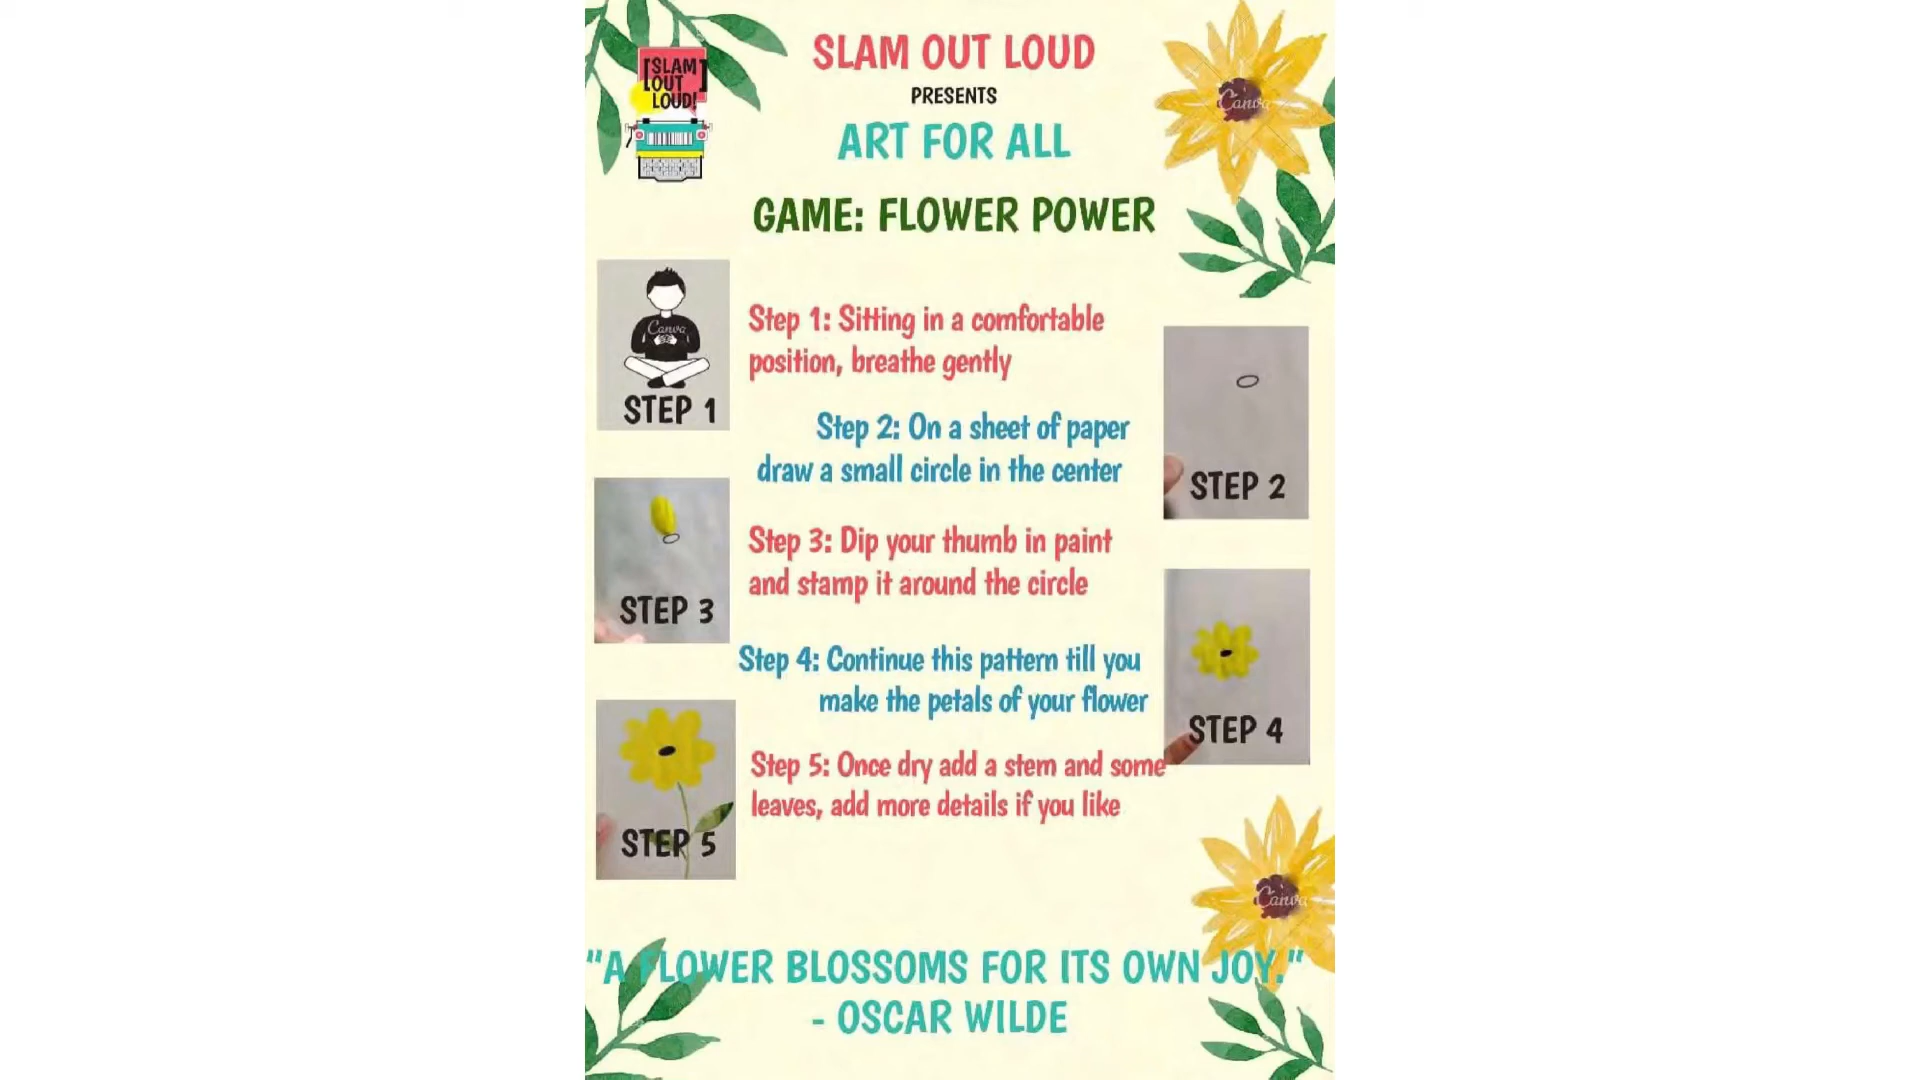 [SLAM
OUT
LOUD!]
SLAM OUT LOUD
PRESENTS
ART FOR ALL
Canva
GAME: FLOWER POWER
Canva
STEP 1
Step 1: Sitting in a comfortable
position, breathe gently
Step 2: On a sheet of paper
draw a small circle in the center
STEP 2
Step 3: Dip your thumb in paint
and stamp it around the circle
STEP 3
Step 4: Continue this pattern till you
make the petals of your flower
STEP 4
Step 5: Once dry add a stem and some
leaves, add more details if you like
STEP 5
Canva
"A FLOWER BLOSSOMS FOR ITS OWN JOY."
- OSCAR WILDE